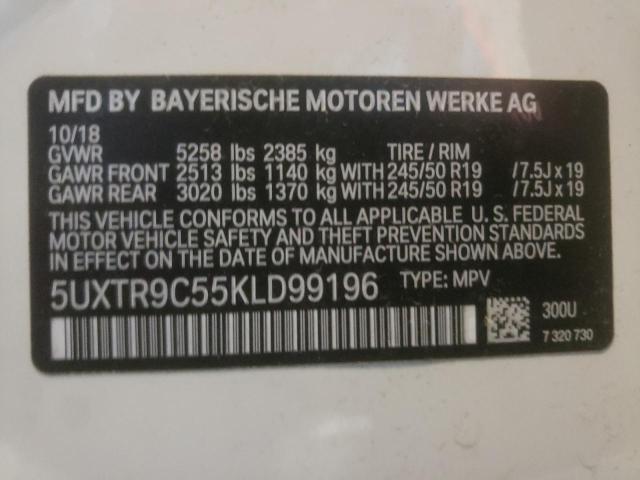 MFD BY BAYERISCHE MOTOREN WERKE AG
10/18
GVWR 5258 lbs 2385 kg TIRE / RIM
GAWR FRONT 2513 lbs 1140 kg WITH 245/50 R19 /7.5J x 19
GAWR REAR 3020 lbs 1370 kg WITH 245/50 R19 /7.5J x 19
THIS VEHICLE CONFORMS TO ALL APPLICABLE U. S. FEDERAL
MOTOR VEHICLE SAFETY AND THEFT PREVENTION STANDARDS
IN EFFECT ON THE DATE OF MANUFACTURE SHOWN ABOVE.
5UXTR9C55KLD99196 TYPE: MPV
300U
7 320 730